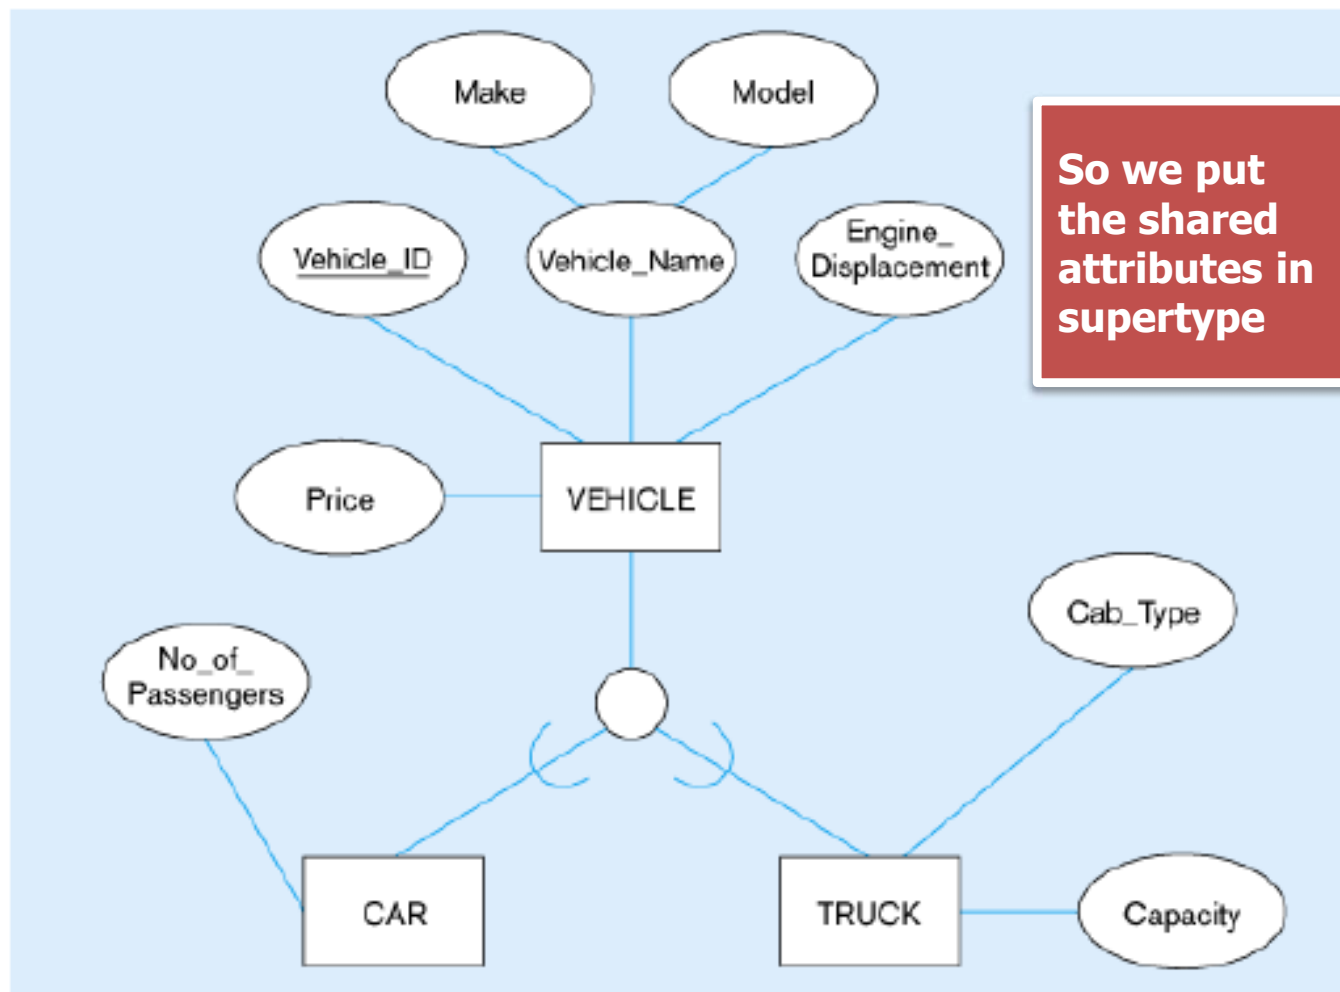 Make
Model
So we put
the shared
attributes in
supertype
Vehicle_ID
Vehicle_Name
Engine_
Displacement
Price
VEHICLE
Cab_Type
No_of_
Passengers
CAR
TRUCK
Capacity